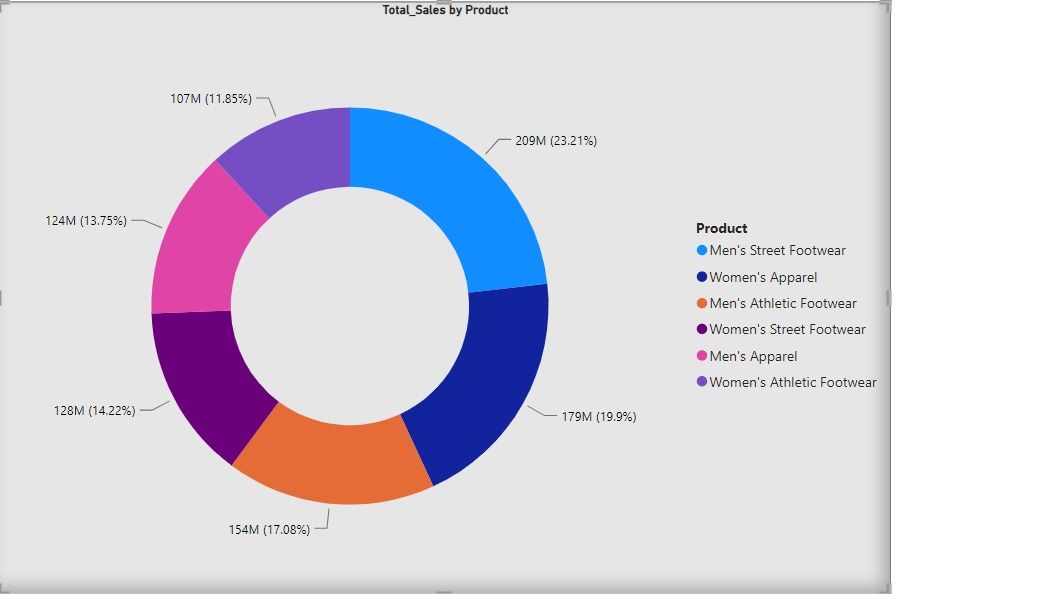 Total_Sales by Product
107M (11.85%)
209M (23.21%)
124M (13.75%)
128M (14.22%)
179M (19.9%)
154M (17.08%)
Product
Men's Street Footwear
Women's Apparel
Men's Athletic Footwear
Women's Street Footwear
Men's Apparel
Women's Athletic Footwear